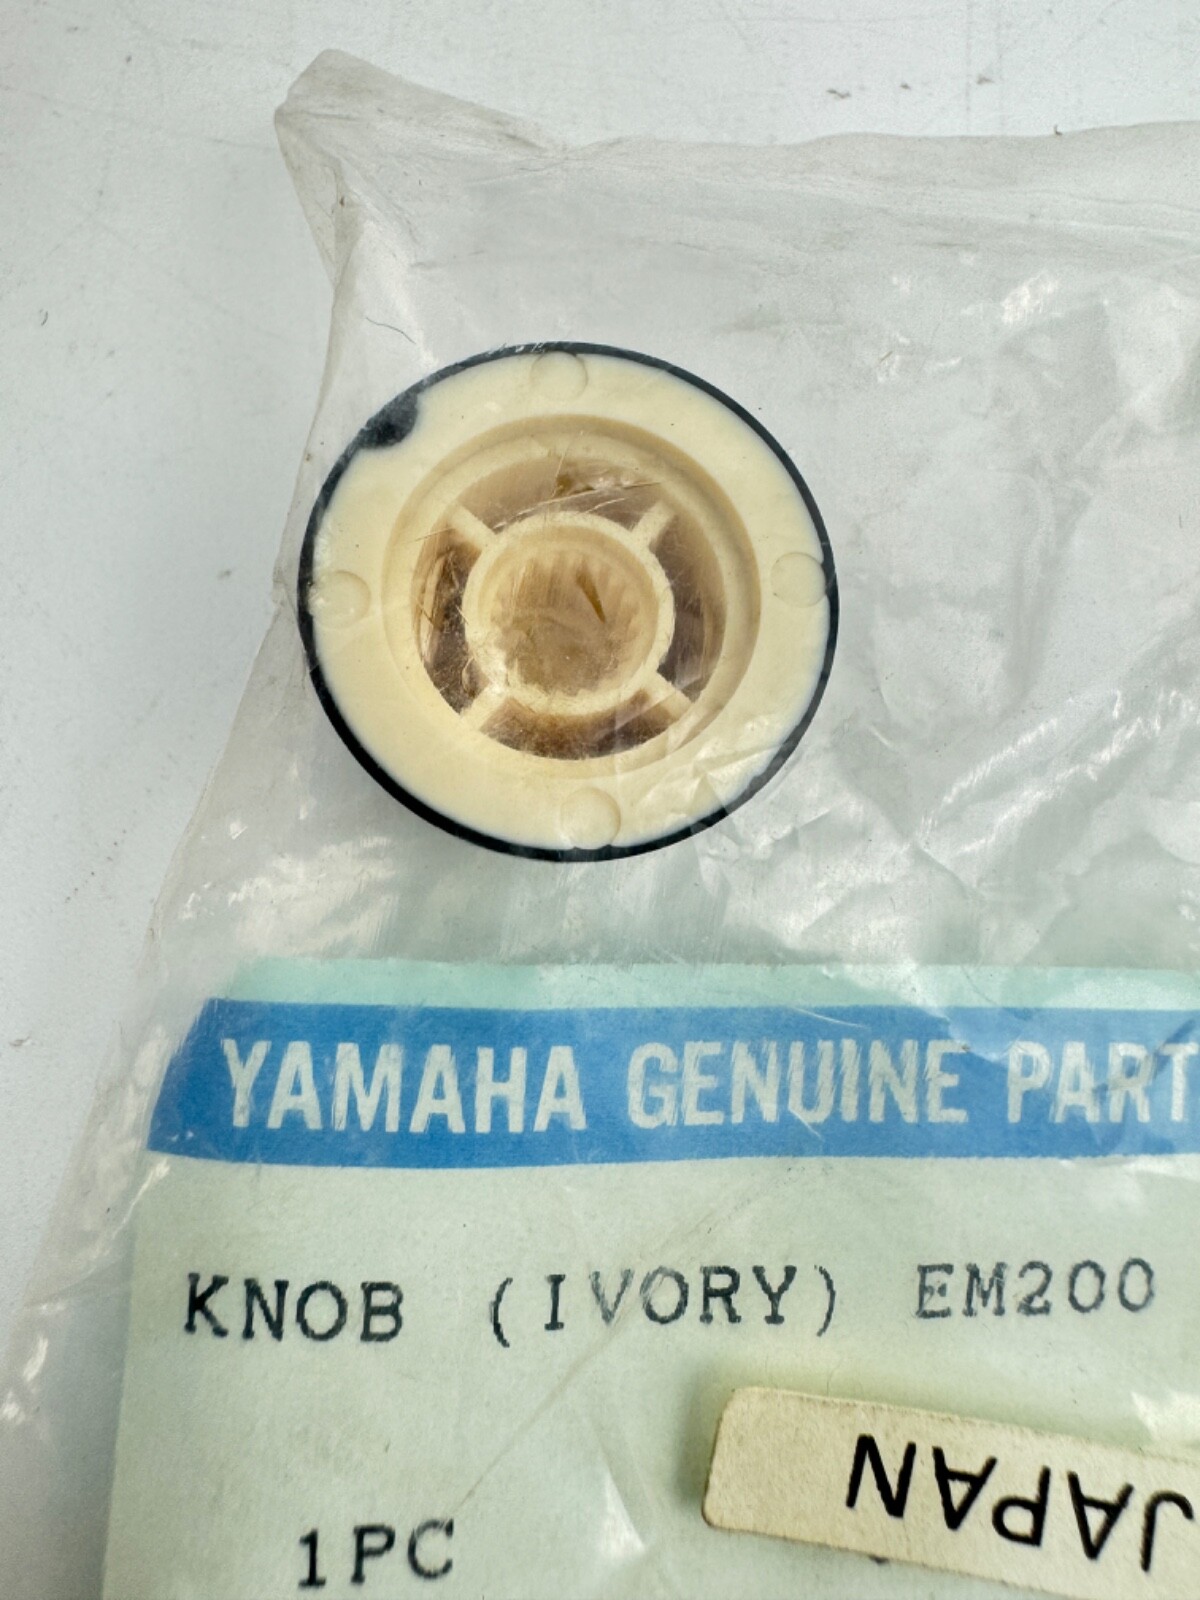 YAMAHA GENUINE PART
KNOB (IVORY) EM200
JAPAN
1PC